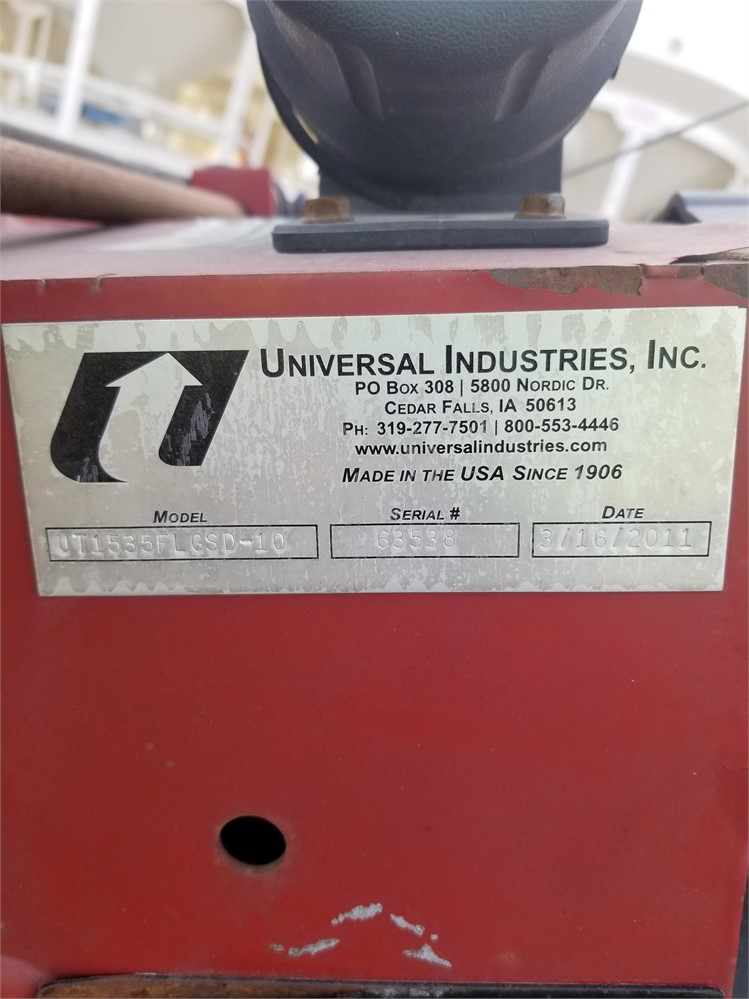 UNIVERSAL INDUSTRIES, INC.
PO BOX 308 | 5800 NORDIC DR.
CEDAR FALLS, IA 50613
PH: 319-277-7501 | 800-553-4446
www.universalindustries.com
MADE IN THE USA SINCE 1906
MODEL SERIAL # DATE
UT1535FLGSD-10 63538 3/16/2011